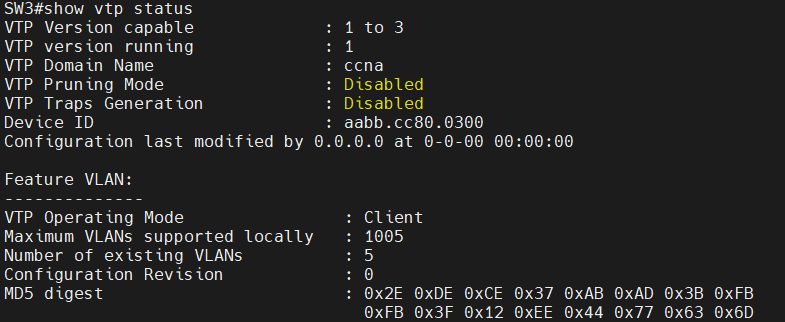 SW3#show vtp status
VTP Version capable             : 1 to 3
VTP version running             : 1
VTP Domain Name                 : ccna
VTP Pruning Mode                : Disabled
VTP Traps Generation            : Disabled
Device ID                       : aabb.cc80.0300
Configuration last modified by 0.0.0.0 at 0-0-00 00:00:00

Feature VLAN:
--------------
VTP Operating Mode                : Client
Maximum VLANs supported locally   : 1005
Number of existing VLANs          : 5
Configuration Revision            : 0
MD5 digest                        : 0x2E 0xDE 0xCE 0x37 0xAB 0xAD 0x3B 0xFB
                                    0xFB 0x3F 0x12 0xEE 0x44 0x77 0x63 0x6D